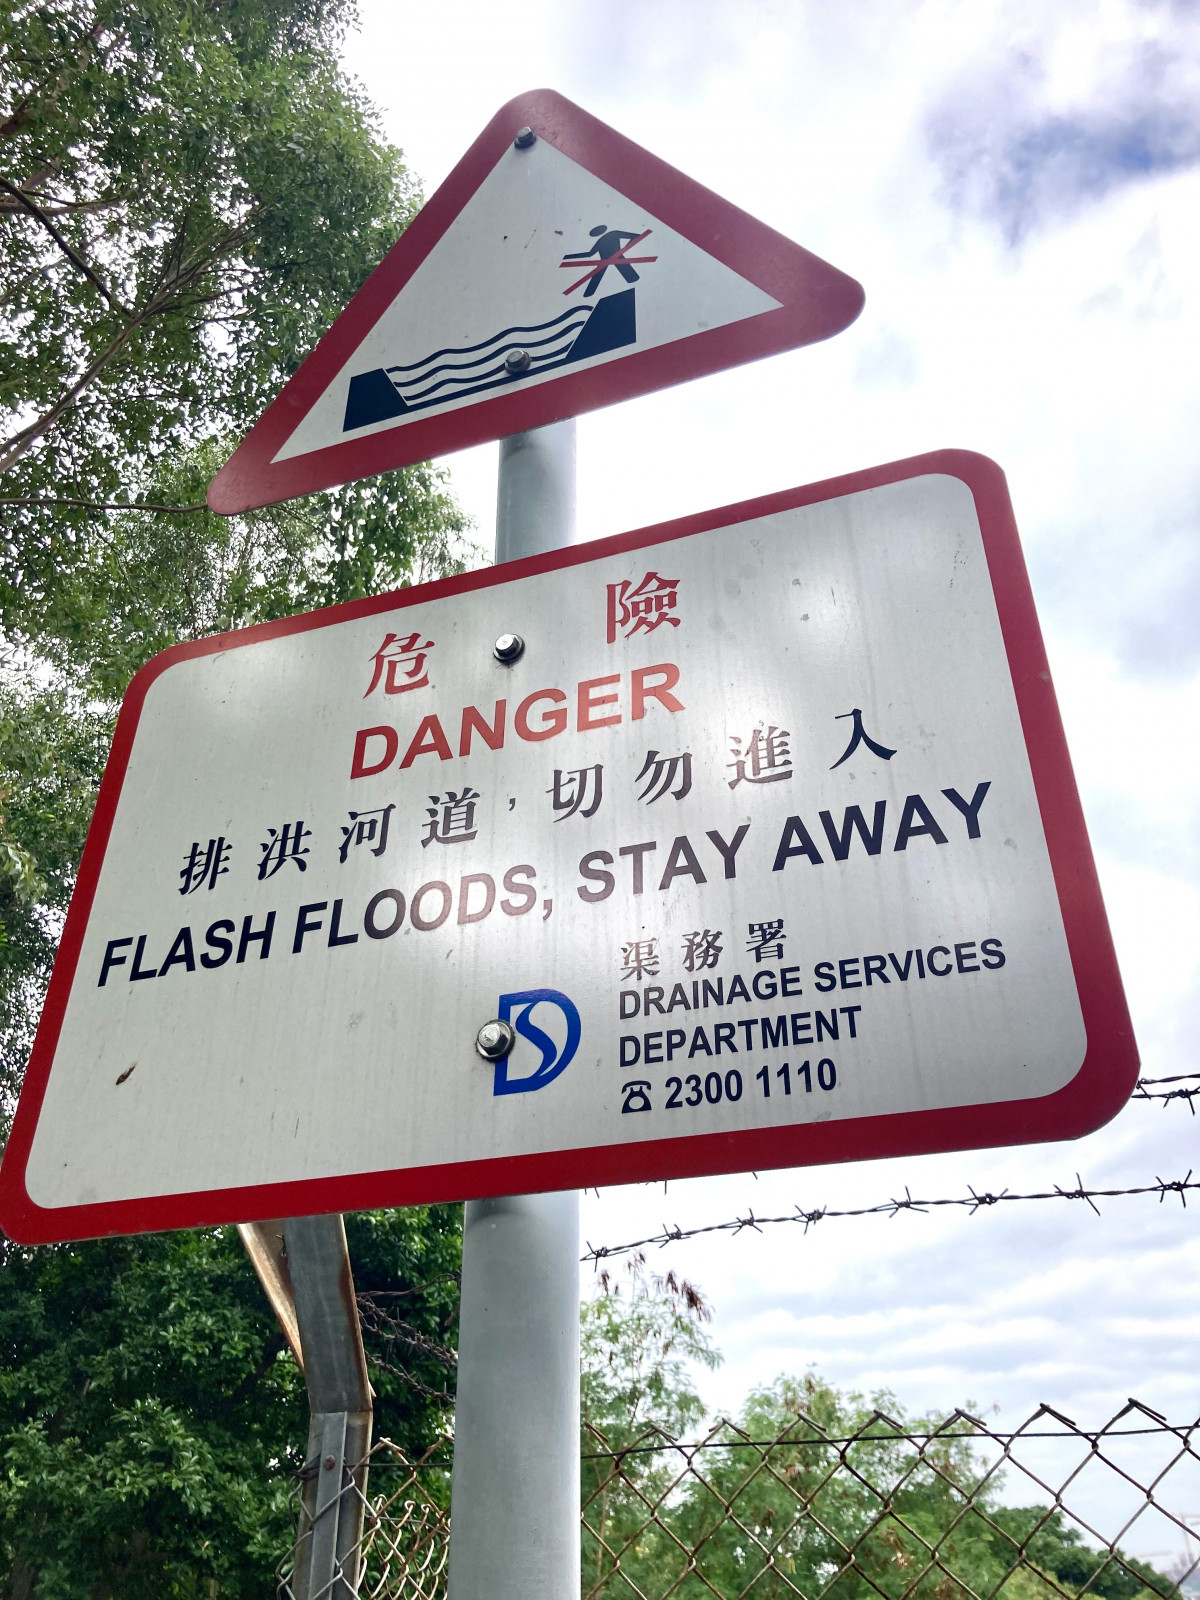 危險
DANGER
排洪河道，切勿進入
FLASH FLOODS, STAY AWAY
渠務署
DRAINAGE SERVICES
DEPARTMENT
☎ 2300 1110